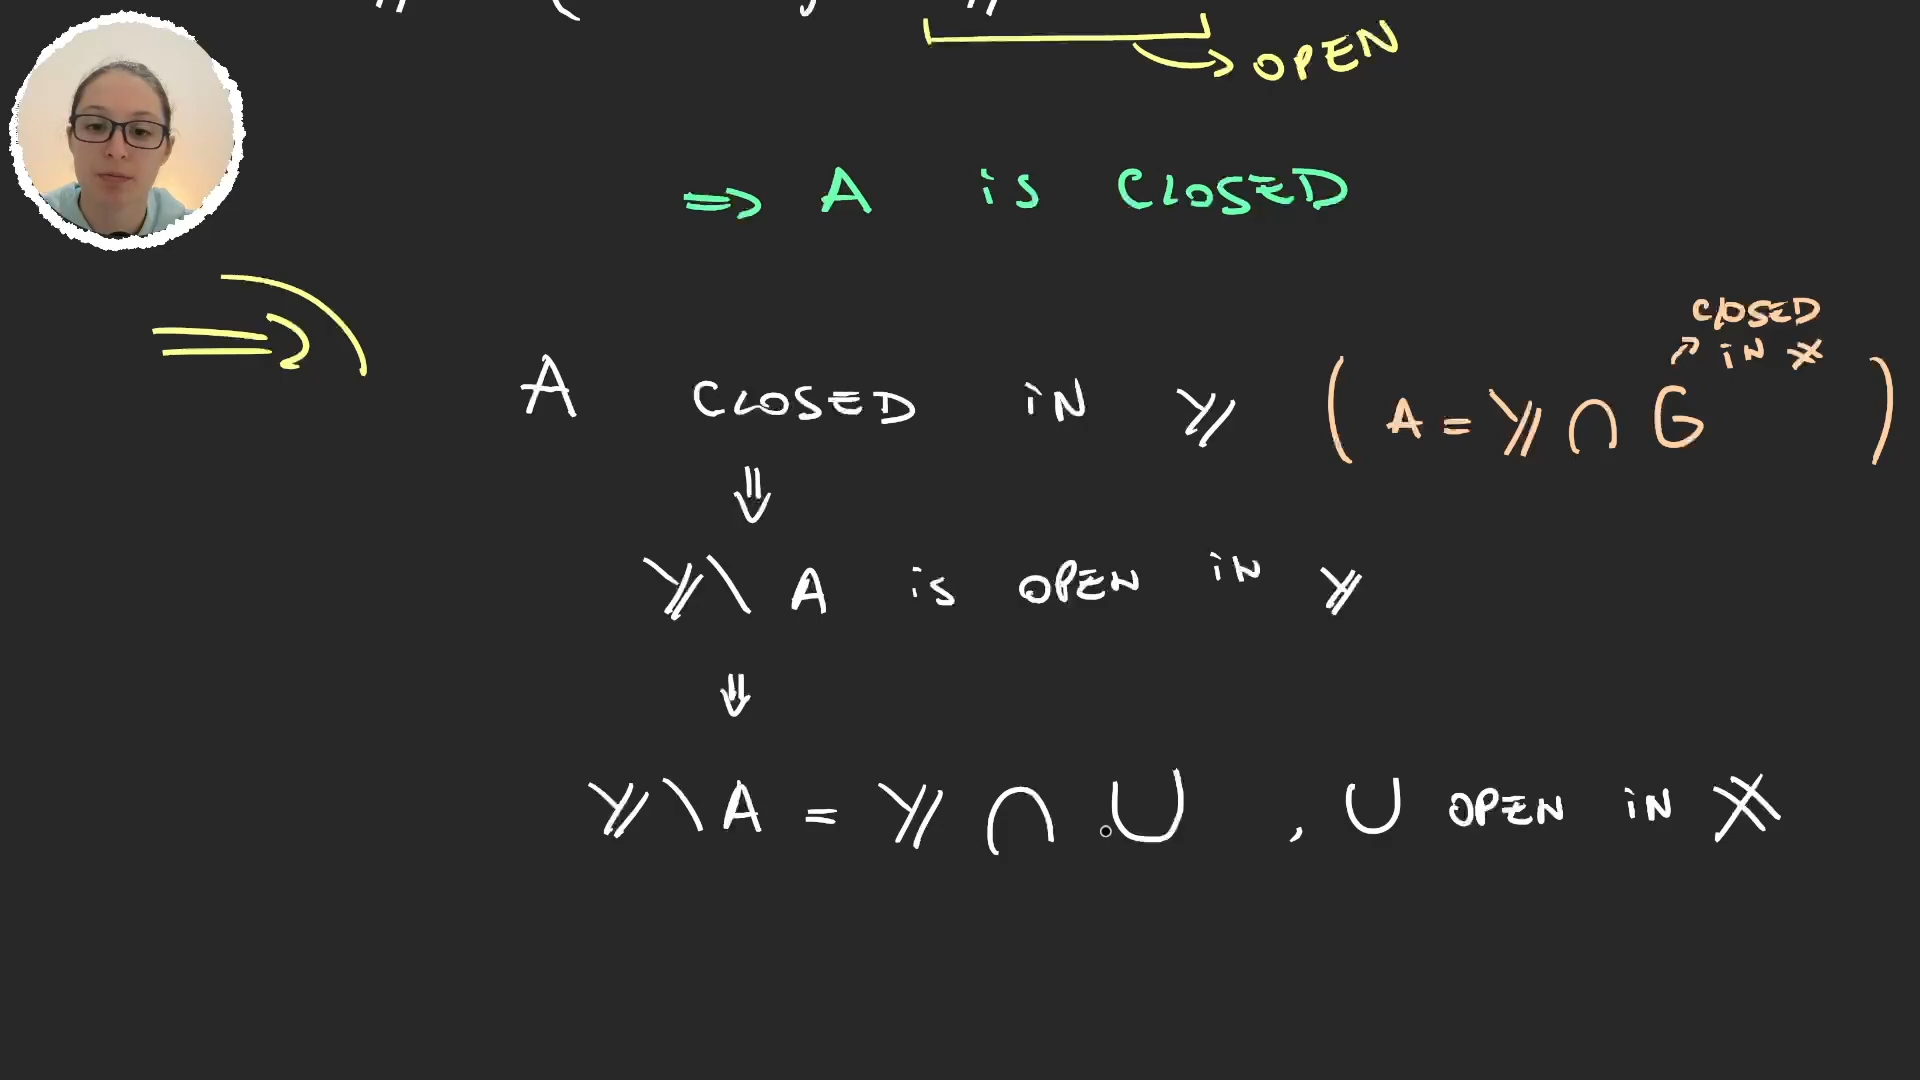 OPEN
⇒ A is CLOSED
⇒)
CLOSED
iN X
A CLOSED iN Y ( A = Y ∩ G )
⇓
Y \ A is OPEN iN Y
⇓
Y \ A = Y ∩ U , U OPEN iN X